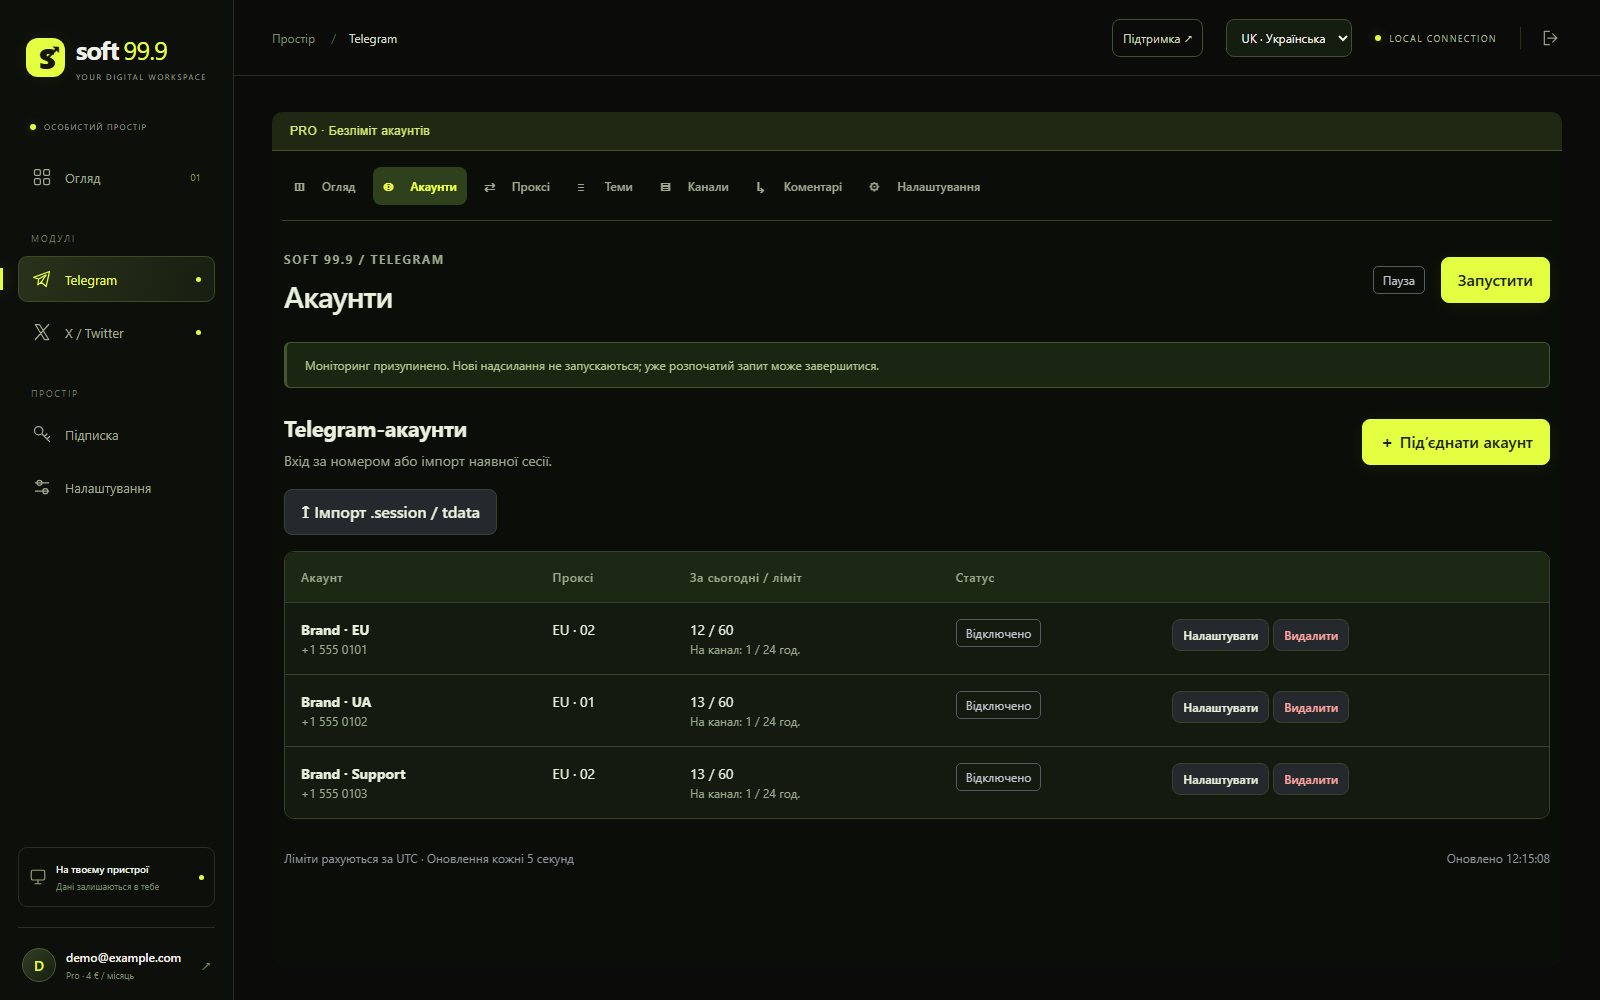 soft 99.9
YOUR DIGITAL WORKSPACE
ОСОБИСТИЙ ПРОСТІР
Огляд 01
МОДУЛІ
Telegram
X / Twitter
ПРОСТІР
Підписка
Налаштування
На твоєму пристрої
Дані залишаються в тебе
D
demo@example.com
Pro · 4 € / місяць
Простір / Telegram
Підтримка ↗
UK · Українська
LOCAL CONNECTION
PRO · Безліміт акаунтів
Огляд Акаунти Проксі Теми Канали Коментарі Налаштування
SOFT 99.9 / TELEGRAM
Акаунти
Пауза
Запустити
Моніторинг призупинено. Нові надсилання не запускаються; уже розпочатий запит може завершитися.
Telegram-акаунти
Вхід за номером або імпорт наявної сесії.
+ Під’єднати акаунт
↥ Імпорт .session / tdata
Акаунт Проксі За сьогодні / ліміт Статус
Brand · EU EU · 02 12 / 60 Відключено Налаштувати Видалити
+1 555 0101 На канал: 1 / 24 год.
Brand · UA EU · 01 13 / 60 Відключено Налаштувати Видалити
+1 555 0102 На канал: 1 / 24 год.
Brand · Support EU · 02 13 / 60 Відключено Налаштувати Видалити
+1 555 0103 На канал: 1 / 24 год.
Ліміти рахуються за UTC · Оновлення кожні 5 секунд
Оновлено 12:15:08